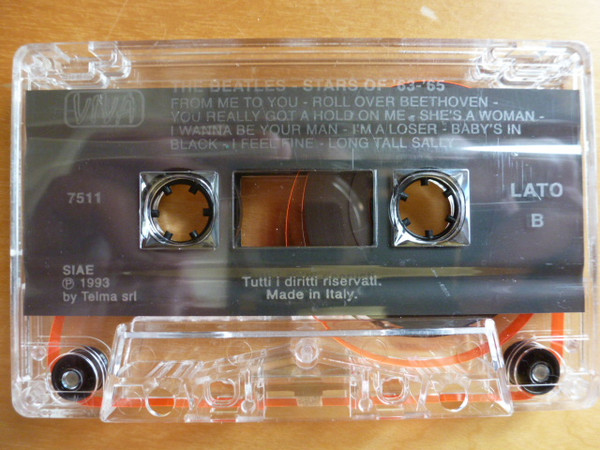 VIVA
THE BEATLES - STARS OF '63-'65
FROM ME TO YOU - ROLL OVER BEETHOVEN -
YOU REALLY GOT A HOLD ON ME - SHE'S A WOMAN -
I WANNA BE YOUR MAN - I'M A LOSER - BABY'S IN
BLACK - I FEEL FINE - LONG TALL SALLY
7511
LATO
B
SIAE
℗ 1993
by Telma srl
Tutti i diritti riservati.
Made in Italy.